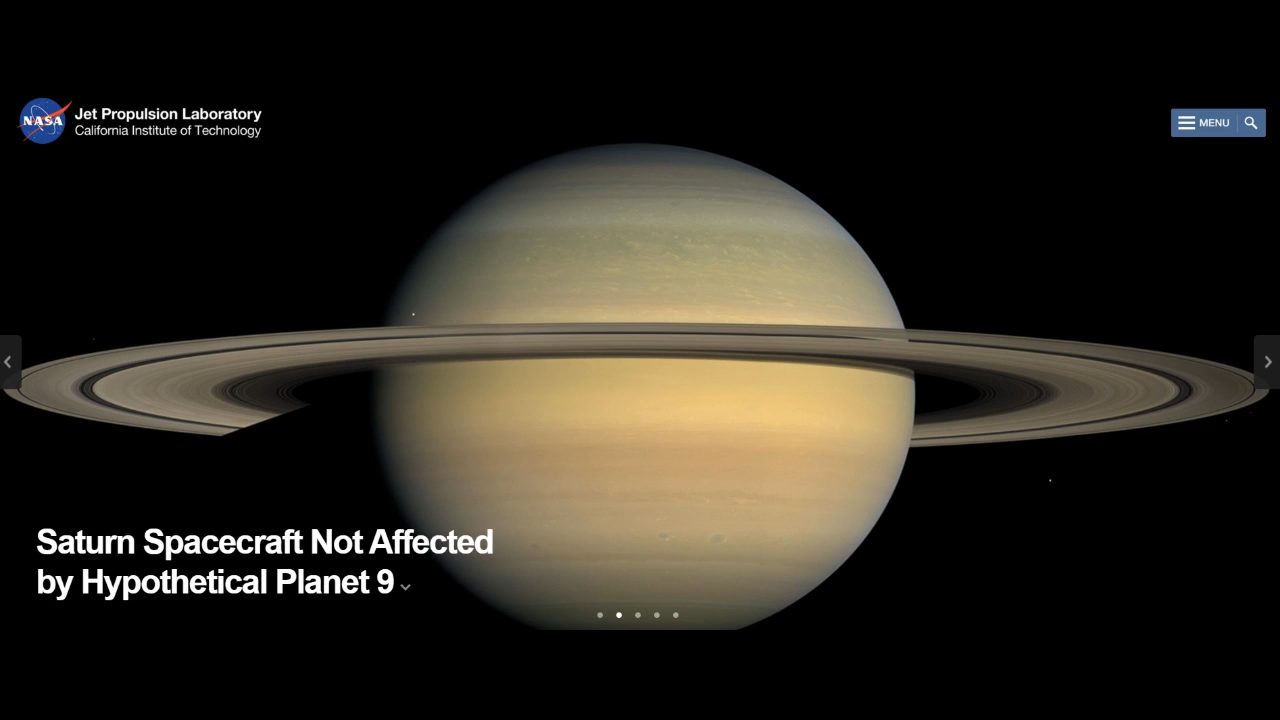 NASA
Jet Propulsion Laboratory
California Institute of Technology
MENU
Saturn Spacecraft Not Affected
by Hypothetical Planet 9